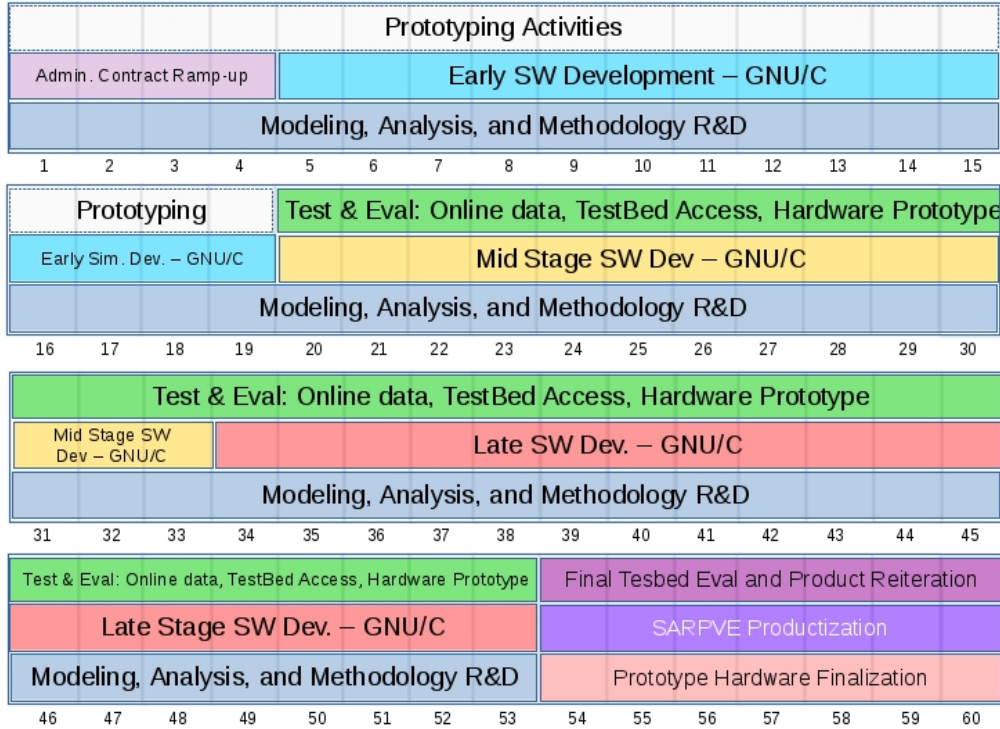 Prototyping Activities
Admin. Contract Ramp-up
Early SW Development – GNU/C
Modeling, Analysis, and Methodology R&D
1 2 3 4 5 6 7 8 9 10 11 12 13 14 15
Prototyping
Test & Eval: Online data, TestBed Access, Hardware Prototype
Early Sim. Dev. – GNU/C
Mid Stage SW Dev – GNU/C
Modeling, Analysis, and Methodology R&D
16 17 18 19 20 21 22 23 24 25 26 27 28 29 30
Test & Eval: Online data, TestBed Access, Hardware Prototype
Mid Stage SW
Dev – GNU/C
Late SW Dev. – GNU/C
Modeling, Analysis, and Methodology R&D
31 32 33 34 35 36 37 38 39 40 41 42 43 44 45
Test & Eval: Online data, TestBed Access, Hardware Prototype
Final Tesbed Eval and Product Reiteration
Late Stage SW Dev. – GNU/C
SARPVE Productization
Modeling, Analysis, and Methodology R&D
Prototype Hardware Finalization
46 47 48 49 50 51 52 53 54 55 56 57 58 59 60